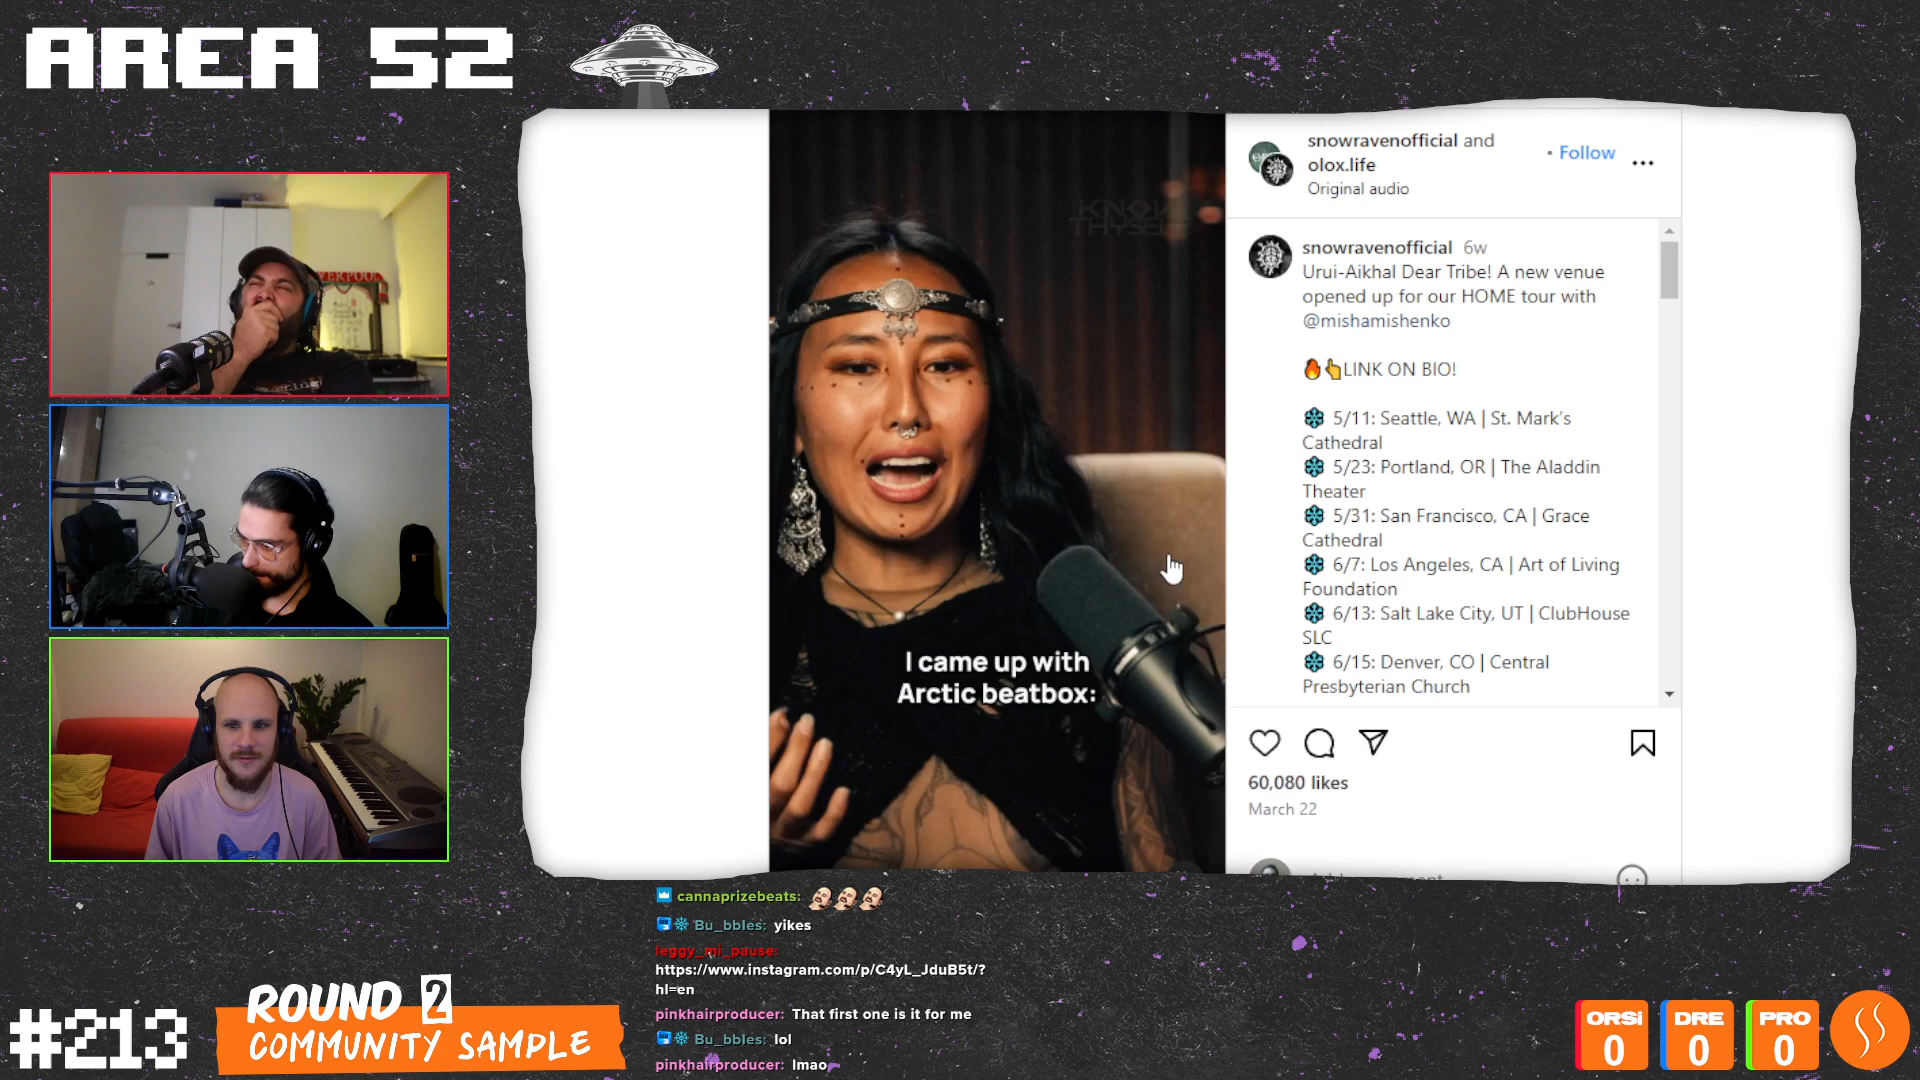 AREA 52
VERPOOL
KNOW
THYSELF
I came up with
Arctic beatbox:
snowravenofficial and
olox.life
• Follow
Original audio
snowravenofficial 6w
Urui-Aikhal Dear Tribe! A new venue
opened up for our HOME tour with
@mishamishenko
🔥👆LINK ON BIO!
❄️ 5/11: Seattle, WA | St. Mark’s
Cathedral
❄️ 5/23: Portland, OR | The Aladdin
Theater
❄️ 5/31: San Francisco, CA | Grace
Cathedral
❄️ 6/7: Los Angeles, CA | Art of Living
Foundation
❄️ 6/13: Salt Lake City, UT | ClubHouse
SLC
❄️ 6/15: Denver, CO | Central
Presbyterian Church
60,080 likes
March 22
cannaprizebeats:
Bu_bbles: yikes
leggy_mi_pause:
https://www.instagram.com/p/C4yL_JduB5t/?
hl=en
pinkhairproducer: That first one is it for me
Bu_bbles: lol
pinkhairproducer: lmao
#213
ROUND 2
COMMUNITY SAMPLE
ORSi
0
DRE
0
PRO
0